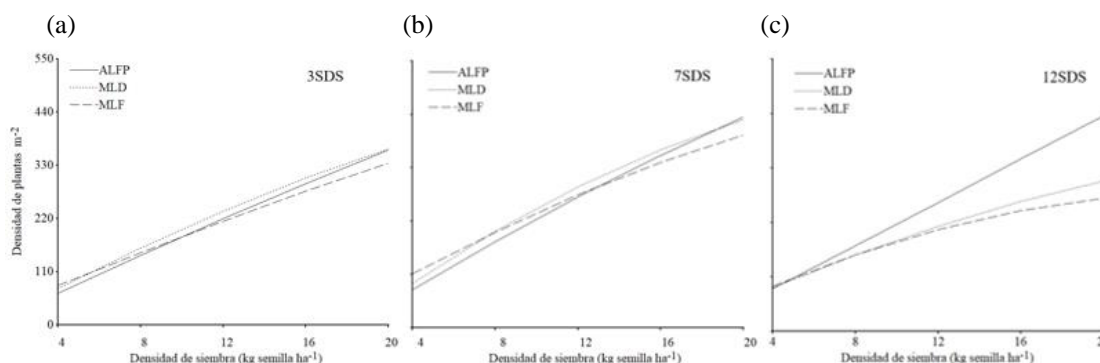 (a)
(b)
(c)
550
440
330
220
110
0
Densidad de plantas m-2
ALFP
MLD
MLF
3SDS
4 8 12 16 20
Densidad de siembra (kg semilla ha-1)
ALFP
MLD
MLF
7SDS
4 8 12 16 20
Densidad de siembra (kg semilla ha-1)
ALFP
MLD
MLF
12SDS
4 8 12 16
Densidad de siembra (kg semilla ha-1)